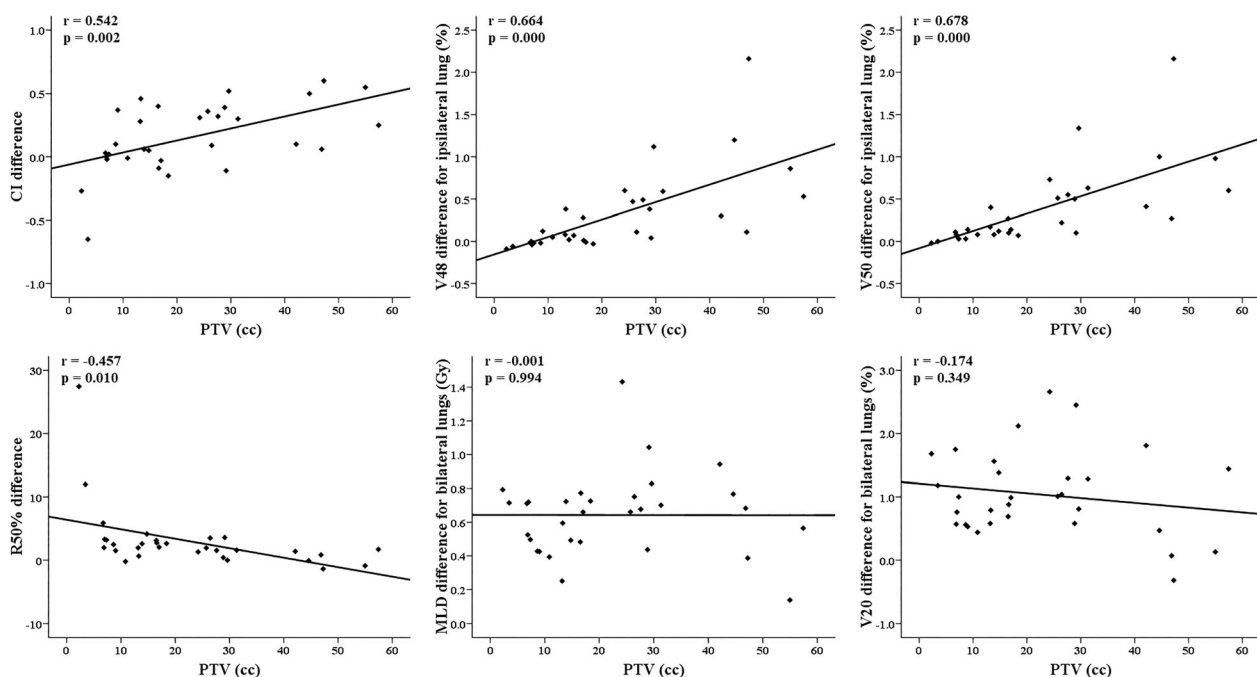 r = 0.542
p = 0.002
CI difference
1.0
0.5
0.0
-0.5
-1.0
0 10 20 30 40 50 60
PTV (cc)
r = 0.664
p = 0.000
V48 difference for ipsilateral lung (%)
2.5
2.0
1.5
1.0
0.5
0.0
-0.5
0 10 20 30 40 50 60
PTV (cc)
r = 0.678
p = 0.000
V50 difference for ipsilateral lung (%)
2.5
2.0
1.5
1.0
0.5
0.0
-0.5
0 10 20 30 40 50 60
PTV (cc)
r = -0.457
p = 0.010
R50% difference
30
20
10
0
-10
0 10 20 30 40 50 60
PTV (cc)
r = -0.001
p = 0.994
MLD difference for bilateral lungs (Gy)
1.4
1.2
1.0
0.8
0.6
0.4
0.2
0.0
0 10 20 30 40 50 60
PTV (cc)
r = -0.174
p = 0.349
V20 difference for bilateral lungs (%)
3.0
2.0
1.0
0.0
-1.0
0 10 20 30 40 50 60
PTV (cc)